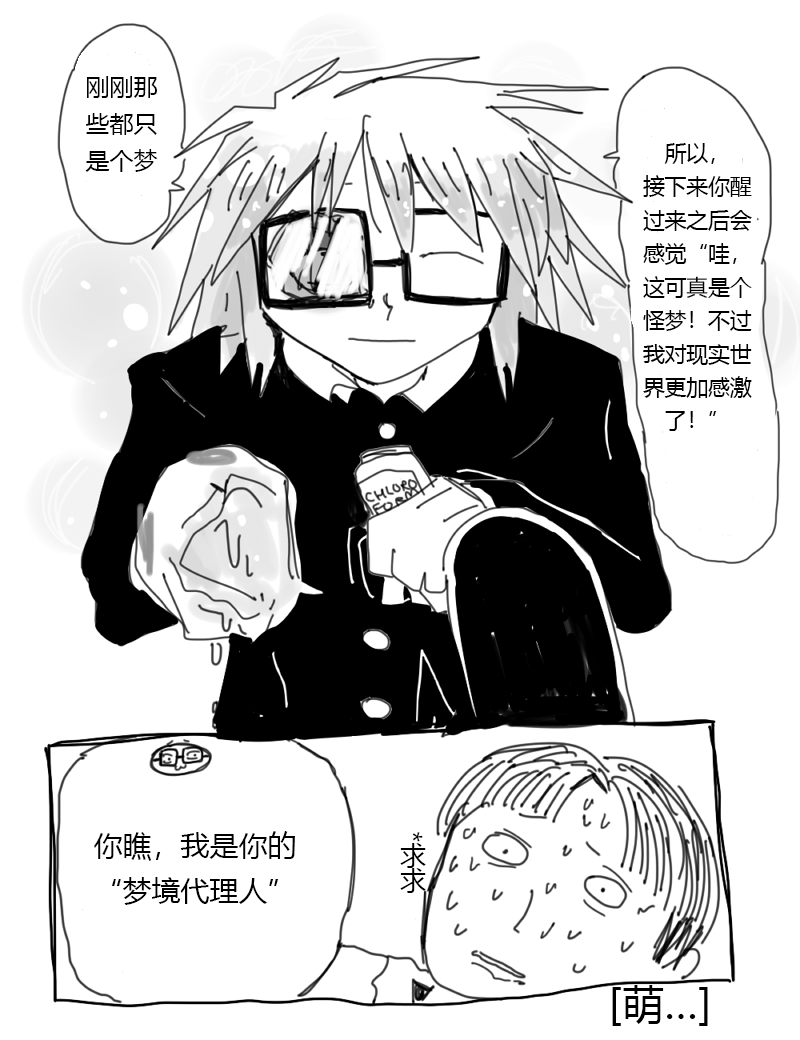 刚刚那
些都只
是个梦
所以，
接下来你醒
过来之后会
感觉“哇，
这可真是个
怪梦！不过
我对现实世
界更加感激
了！”
CHLORO
FORM
你瞧，我是你的
“梦境代理人”
*求求
[萌...]